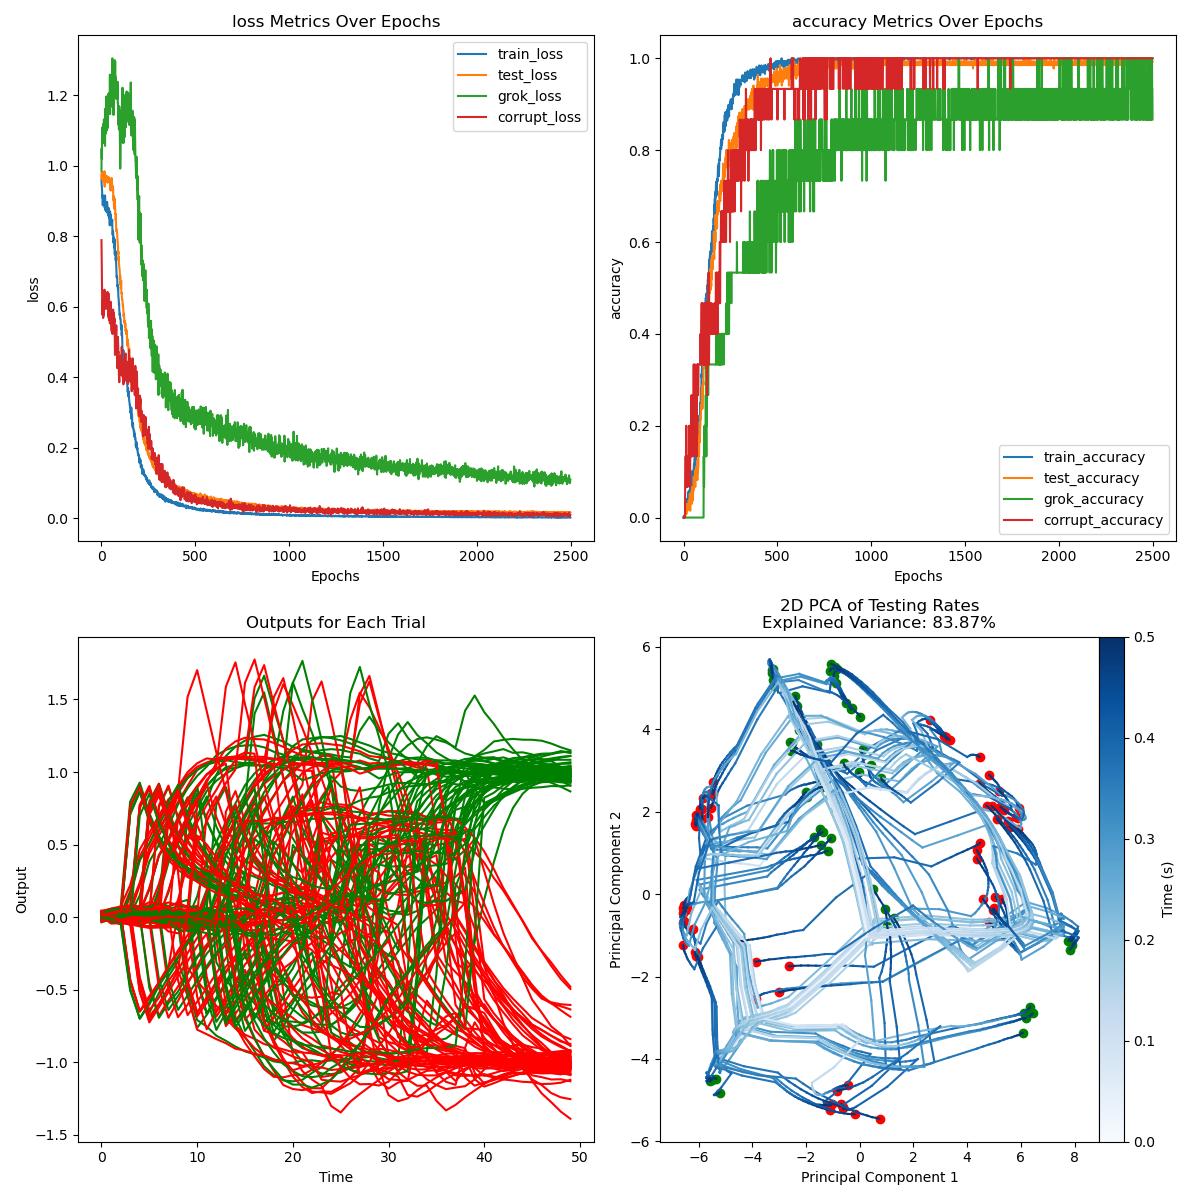 loss Metrics Over Epochs
1.2
1.0
0.8
0.6
0.4
0.2
0.0
loss
train_loss
test_loss
grok_loss
corrupt_loss
0
500
1000
1500
2000
2500
Epochs
accuracy Metrics Over Epochs
1.0
0.8
0.6
0.4
0.2
0.0
accuracy
train_accuracy
test_accuracy
grok_accuracy
corrupt_accuracy
0
500
1000
1500
2000
2500
Epochs
Outputs for Each Trial
1.5
1.0
0.5
0.0
−0.5
−1.0
−1.5
Output
0
10
20
30
40
50
Time
2D PCA of Testing Rates
Explained Variance: 83.87%
6
4
2
0
−2
−4
−6
Principal Component 2
−6
−4
−2
0
2
4
6
8
Principal Component 1
0.5
0.4
0.3
0.2
0.1
0.0
Time (s)